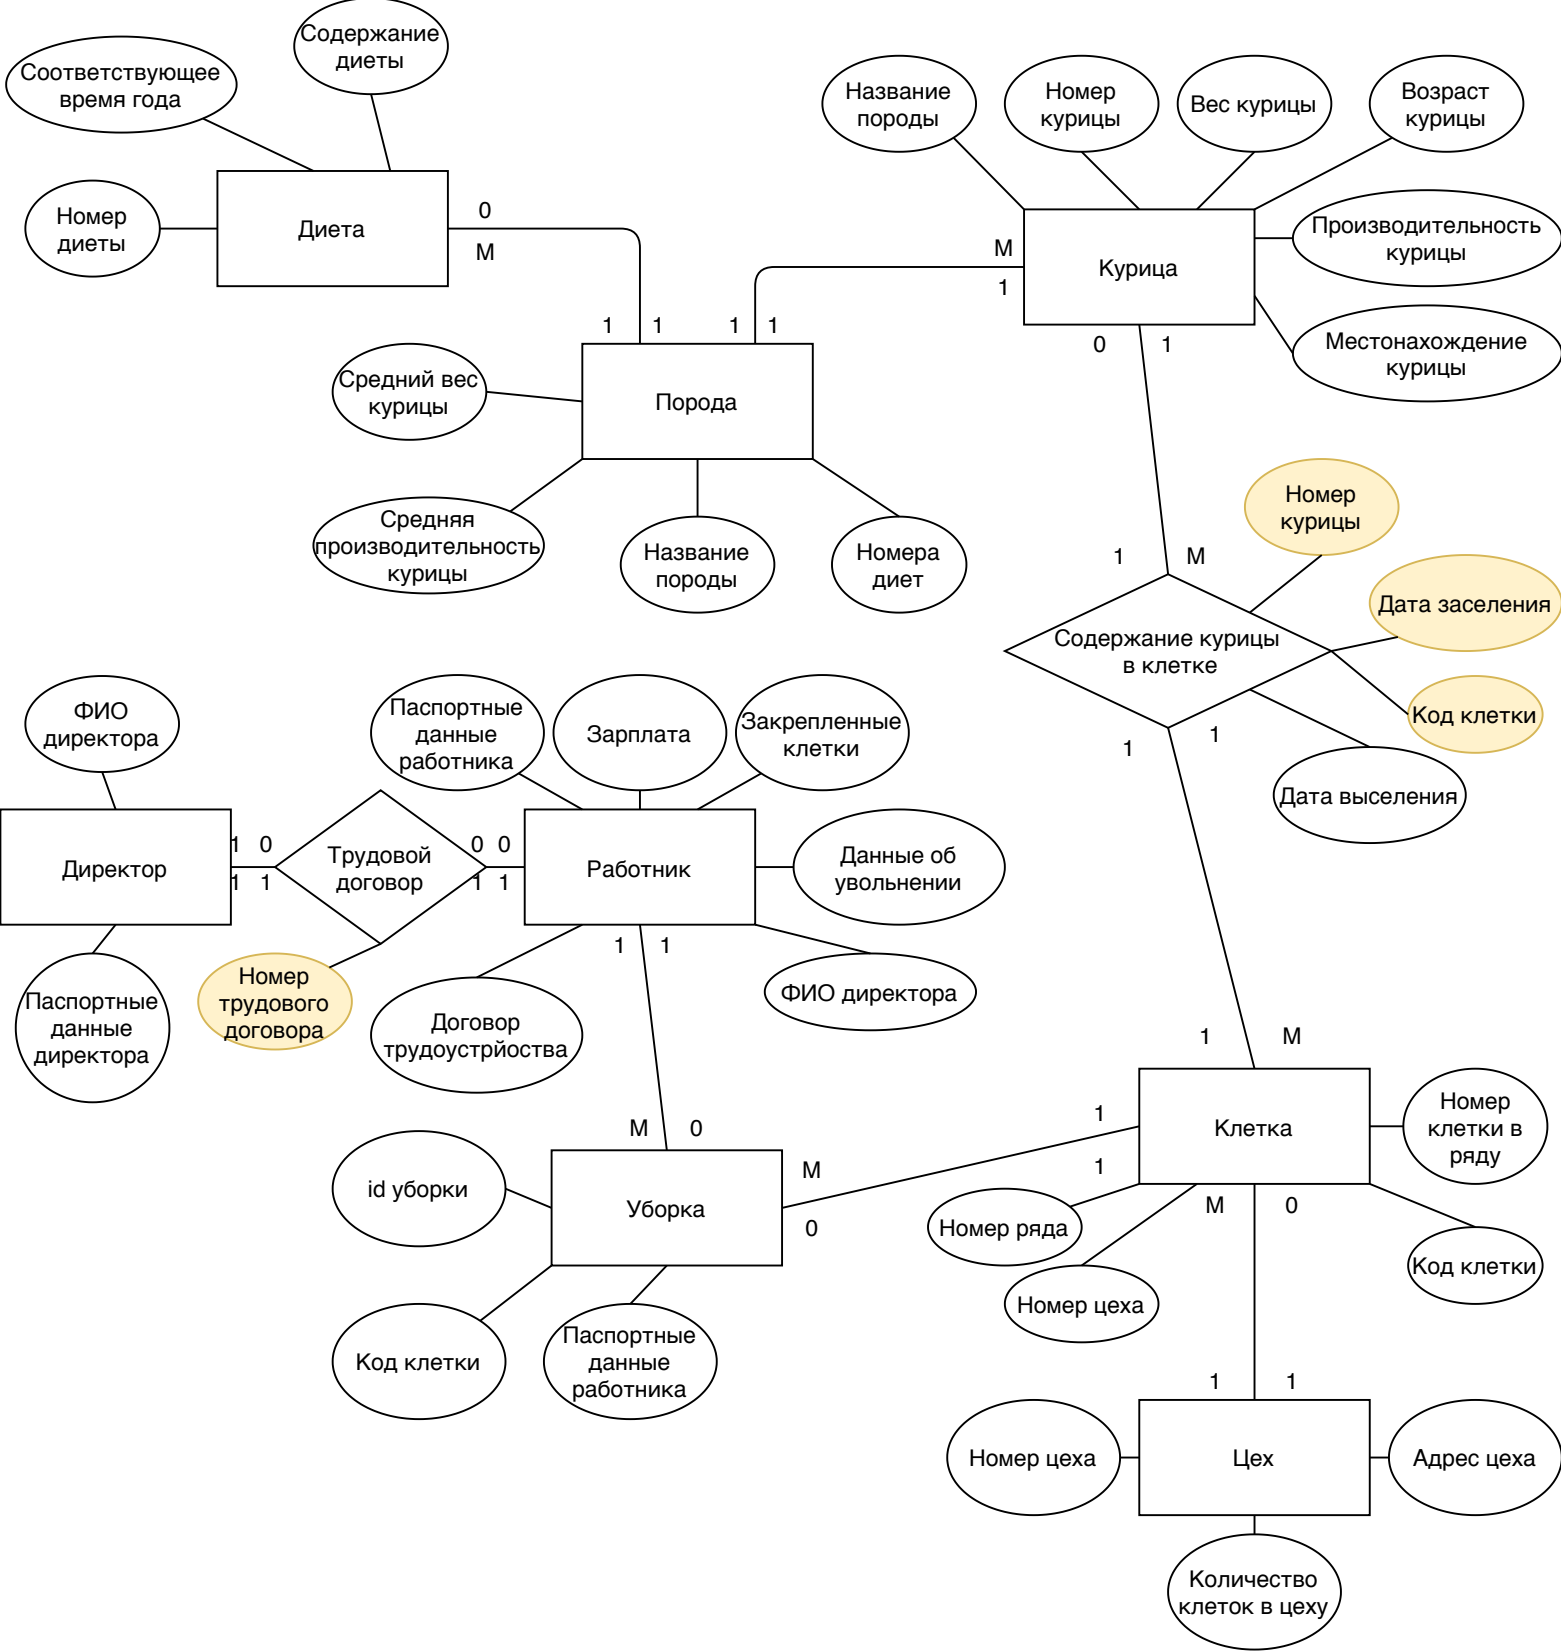 Содержание
диеты
Соответствующее
время года
Номер
диеты
Диета
0
М
Название
породы
Номер
курицы
Вес курицы
Возраст
курицы
Производительность
курицы
Местонахождение
курицы
Курица
М
1
0
1
1
1
1
1
Средний вес
курицы
Порода
Средняя
производительность
курицы
Название
породы
Номера
диет
Номер
курицы
1
М
Дата заселения
Содержание курицы
в клетке
Код клетки
1
1
Дата выселения
ФИО
директора
Паспортные
данные
работника
Зарплата
Закрепленные
клетки
Директор
1
0
1
1
Трудовой
договор
0
0
1
1
Работник
Данные об
увольнении
1
1
ФИО директора
Паспортные
данные
директора
Номер
трудового
договора
Договор
трудоустрйоства
1
М
М
0
1
М
1
0
Клетка
Номер
клетки в
ряду
id уборки
Уборка
Номер ряда
М
0
Код клетки
Номер цеха
Код клетки
Паспортные
данные
работника
1
1
Номер цеха
Цех
Адрес цеха
Количество
клеток в цеху